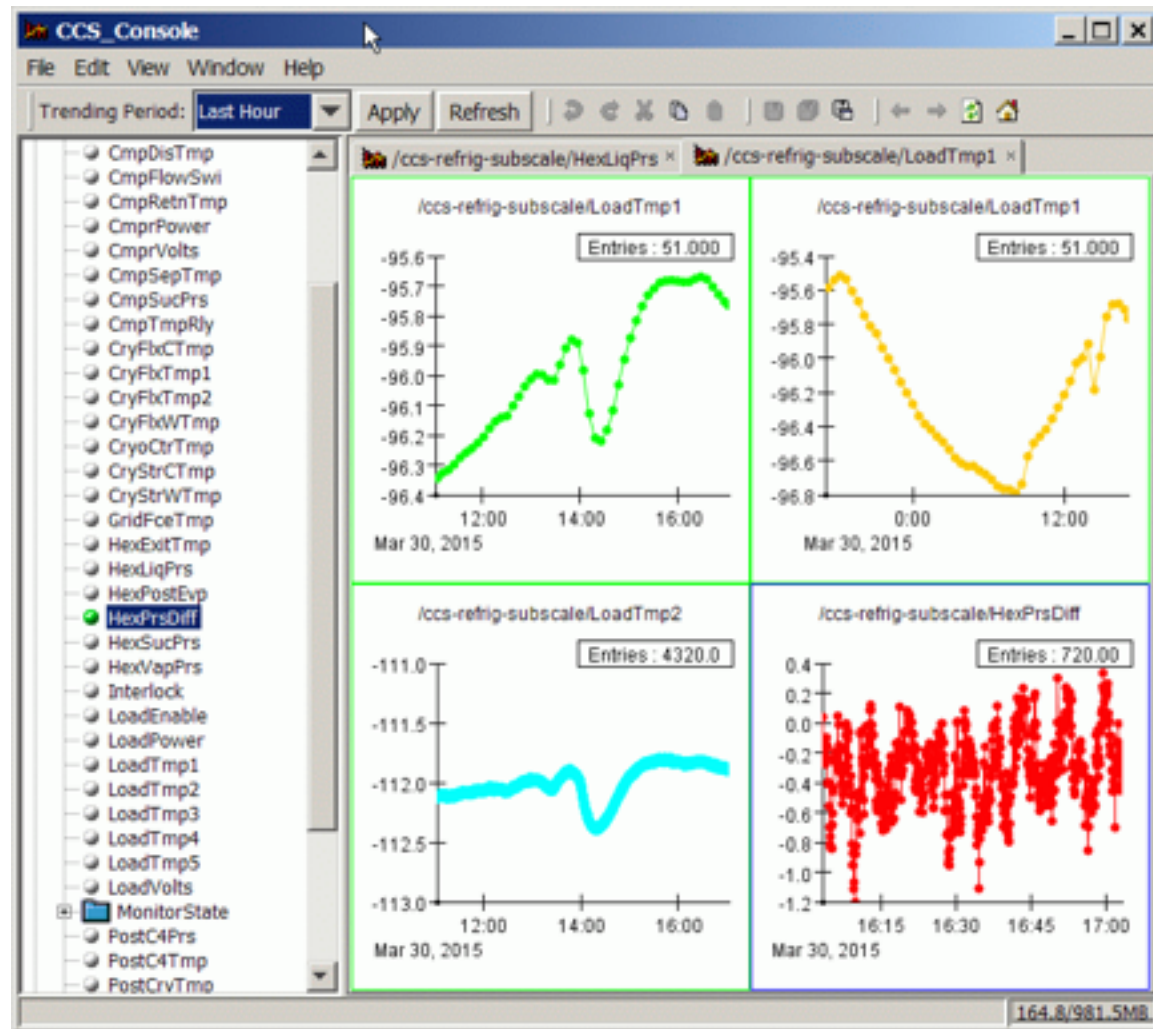 CCS_Console
File Edit View Window Help
Trending Period: Last Hour Apply Refresh
CmpDisTmp
CmpFlowSwi
CmpRetnTmp
CmprPower
CmprVolts
CmpSepTmp
CmpSucPrs
CmpTmpRly
CryFlxCTmp
CryFlxTmp1
CryFlxTmp2
CryFlxWTmp
CryoCtrTmp
CryStrCTmp
CryStrWTmp
GridFceTmp
HexExitTmp
HexLiqPrs
HexPostEvp
HexPrsDiff
HexSucPrs
HexVapPrs
Interlock
LoadEnable
LoadPower
LoadTmp1
LoadTmp2
LoadTmp3
LoadTmp4
LoadTmp5
LoadVolts
MonitorState
PostC4Prs
PostC4Tmp
PostCryTmp
/ccs-refrig-subscale/HexLiqPrs × /ccs-refrig-subscale/LoadTmp1 ×
/ccs-refrig-subscale/LoadTmp1
Entries : 51.000
-95.6
-95.7
-95.8
-95.9
-96.0
-96.1
-96.2
-96.3
-96.4
12:00 14:00 16:00
Mar 30, 2015
/ccs-refrig-subscale/LoadTmp1
Entries : 51.000
-95.4
-95.6
-95.8
-96.0
-96.2
-96.4
-96.6
-96.8
0:00 12:00
Mar 30, 2015
/ccs-refrig-subscale/LoadTmp2
Entries : 4320.0
-111.0
-111.5
-112.0
-112.5
-113.0
12:00 14:00 16:00
Mar 30, 2015
/ccs-refrig-subscale/HexPrsDiff
Entries : 720.00
0.4
0.2
0.0
-0.2
-0.4
-0.6
-0.8
-1.0
-1.2
16:15 16:30 16:45 17:00
Mar 30, 2015
164.8/981.5MB